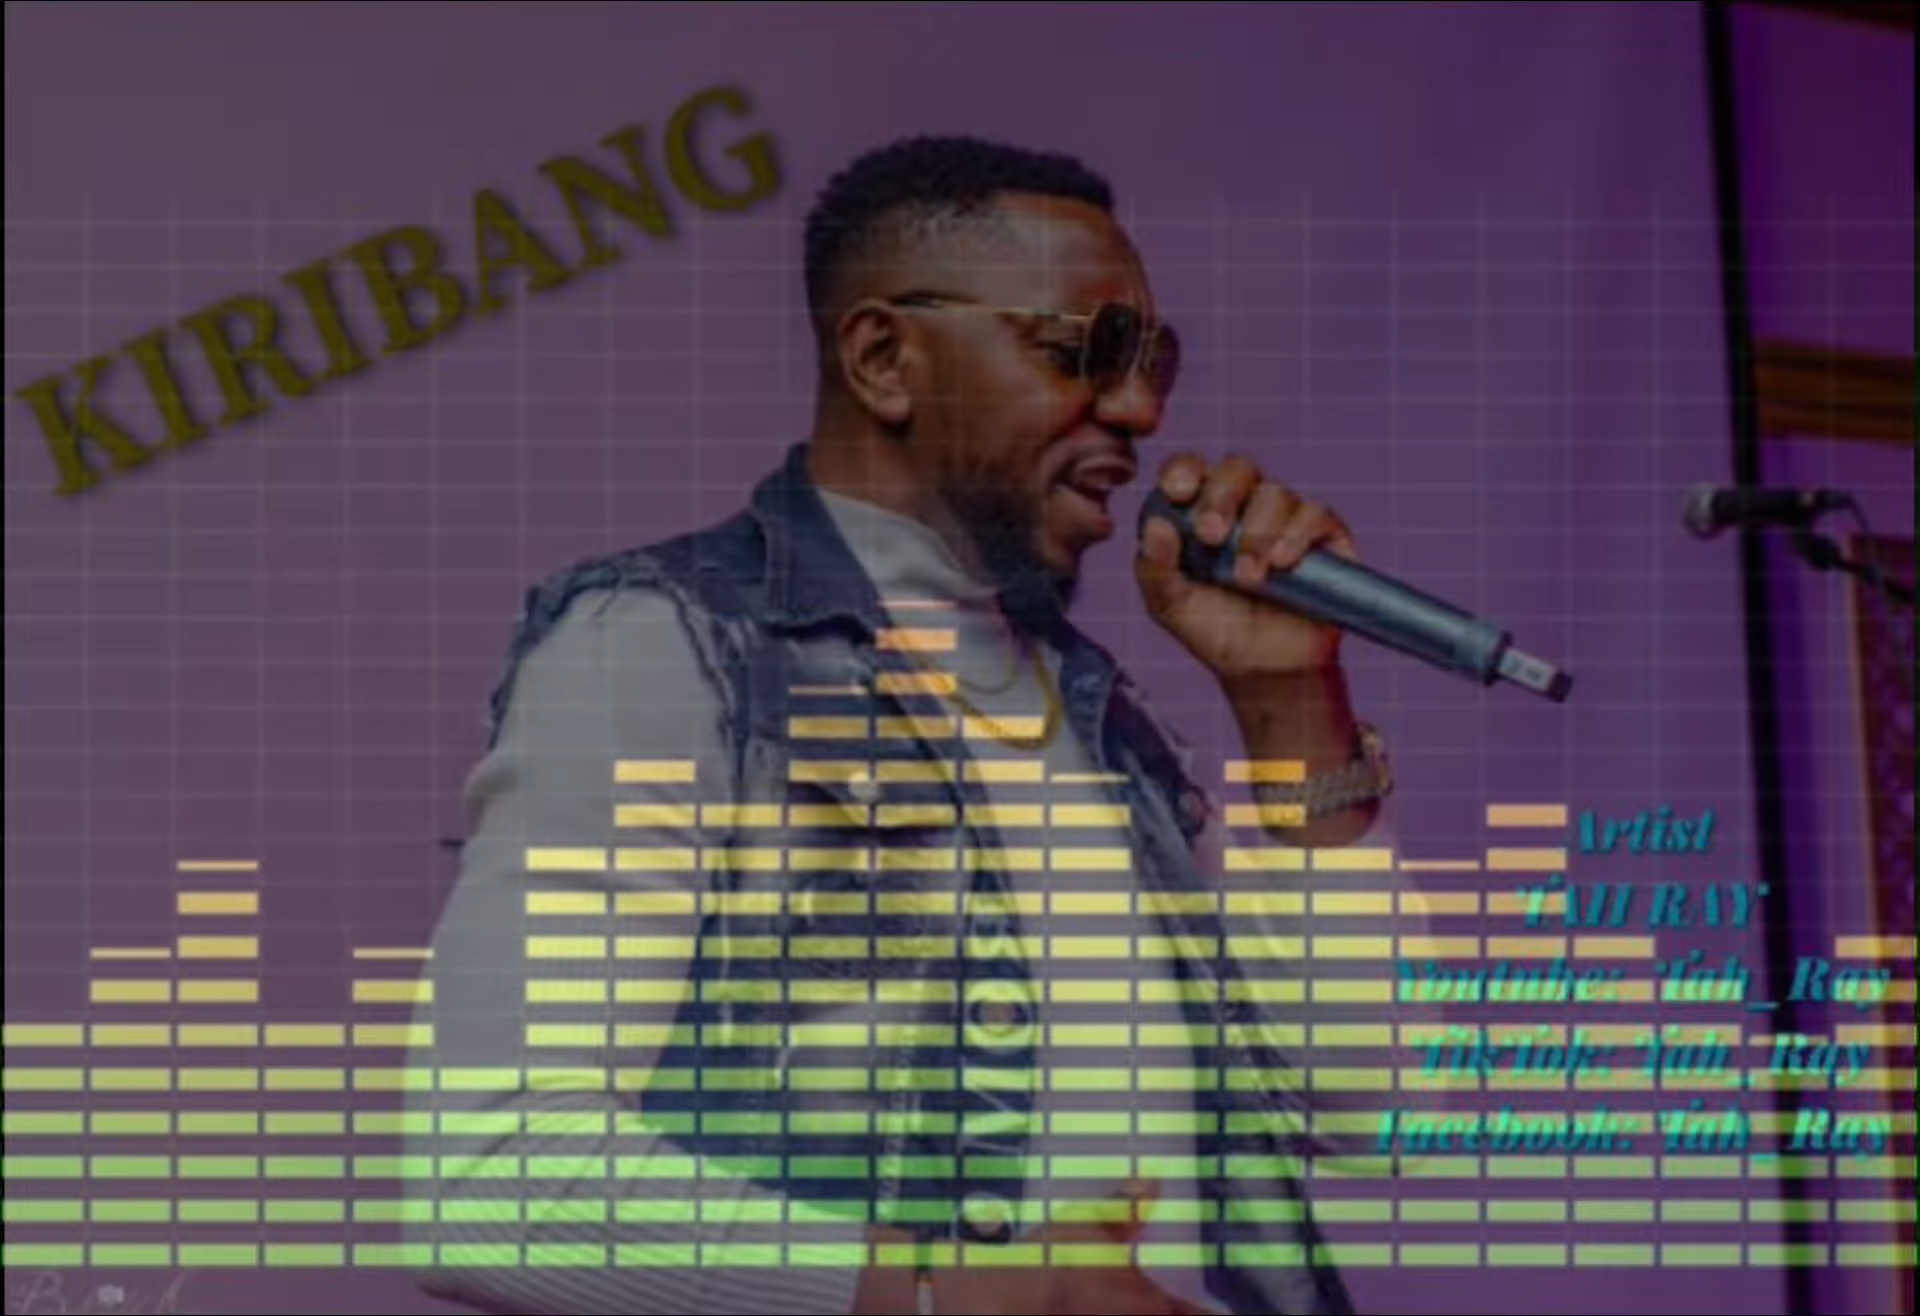 KIRIBANG
Artist
TAH RAY
Youtube: Tah_Ray
TikTok: Tah_Ray
Facebook: Tah_Ray